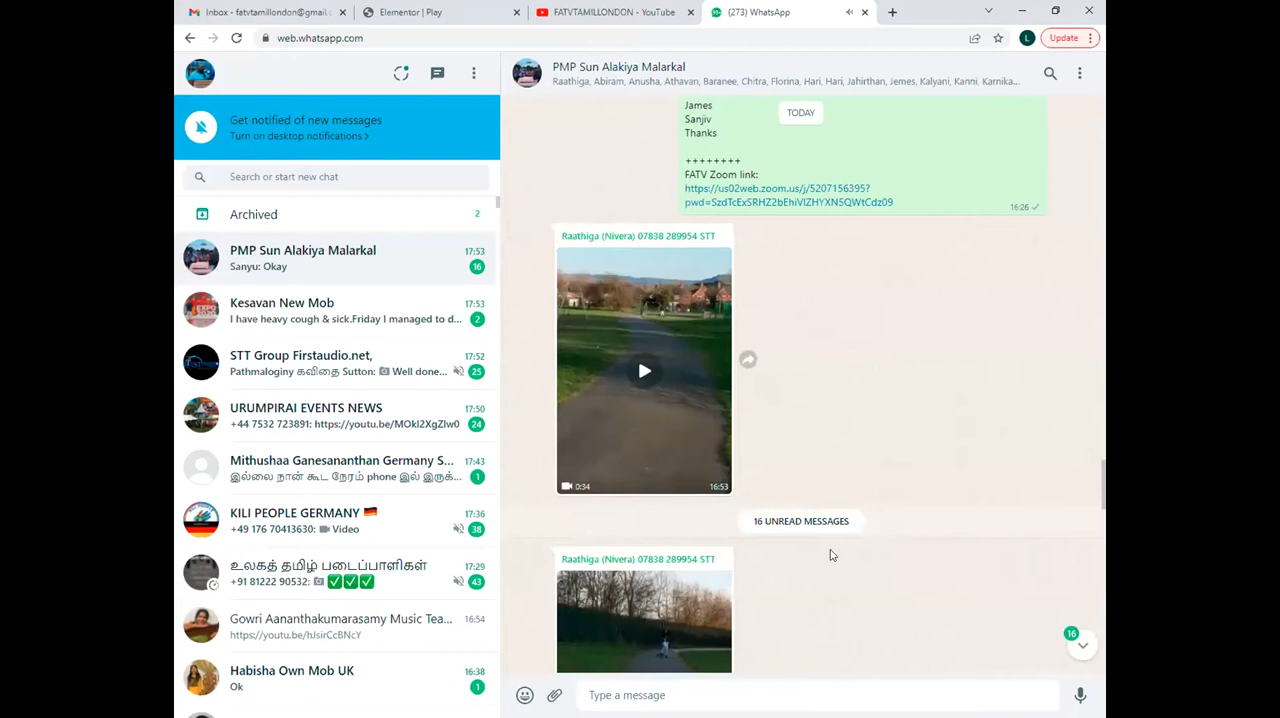 Inbox - fatvtamillondon@gmail.c
Elementor | Play
FATVTAMILLONDON - YouTube
(273) WhatsApp
web.whatsapp.com
L
Update
Get notified of new messages
Turn on desktop notifications >
Search or start new chat
Archived
2
PMP Sun Alakiya Malarkal
17:53
Sanyu: Okay
16
Kesavan New Mob
17:53
I have heavy cough & sick.Friday I managed to d...
2
STT Group Firstaudio.net,
17:52
Pathmaloginy கவிதை Sutton: Well done...
25
URUMPIRAI EVENTS NEWS
17:50
+44 7532 723891: https://youtu.be/MOkl2XgZIw0
24
Mithushaa Ganesananthan Germany S...
17:43
இல்லை நான் கூட நேரம் phone இல் இருக்...
1
KILI PEOPLE GERMANY
17:36
+49 176 70413630: Video
38
உலகத் தமிழ் படைப்பாளிகள்
17:29
+91 81222 90532:
43
Gowri Aananthakumarasamy Music Tea...
16:54
https://youtu.be/hJsirCcBNcY
Habisha Own Mob UK
16:38
Ok
1
PMP Sun Alakiya Malarkal
Raathiga, Abiram, Anusha, Athavan, Baranee, Chitra, Florina, Hari, Hari, Jahirthan, Jemes, Kalyani, Kanni, Karnika...
James
TODAY
Sanjiv
Thanks
++++++++
FATV Zoom link:
https://us02web.zoom.us/j/5207156395?
pwd=SzdTcExSRHZ2bEhiVlZHYXN5QWtCdz09
16:26
Raathiga (Nivera) 07838 289954 STT
0:34
16:53
16 UNREAD MESSAGES
Raathiga (Nivera) 07838 289954 STT
16
Type a message